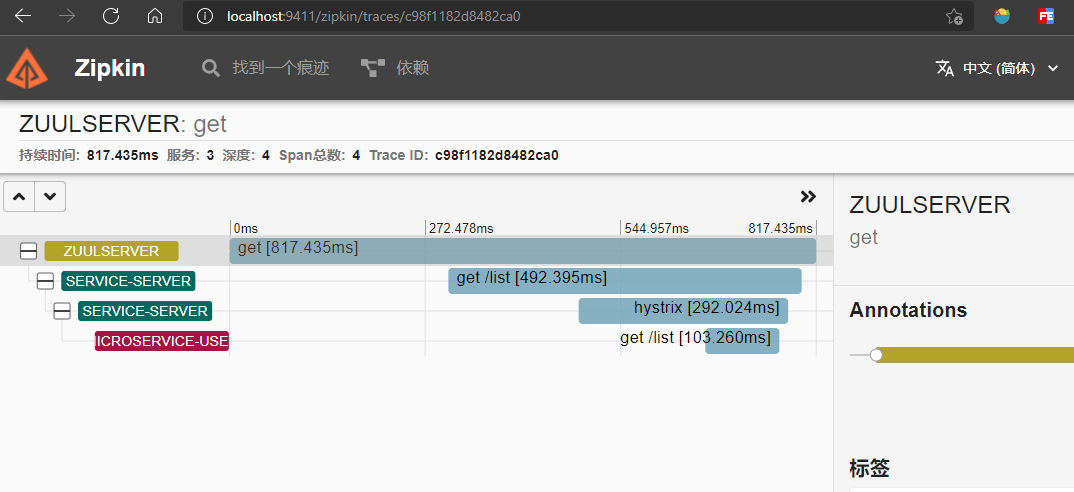 localhost:9411/zipkin/traces/c98f1182d8482ca0
FE
Zipkin 找到一个痕迹 依赖 中文 (简体)
ZUULSERVER: get
持续时间: 817.435ms 服务: 3 深度: 4 Span总数: 4 Trace ID: c98f1182d8482ca0
0ms 272.478ms 544.957ms 817.435ms
ZUULSERVER get [817.435ms]
SERVICE-SERVER get /list [492.395ms]
SERVICE-SERVER hystrix [292.024ms]
ICROSERVICE-USE get /list [103.260ms]
ZUULSERVER
get
Annotations
标签